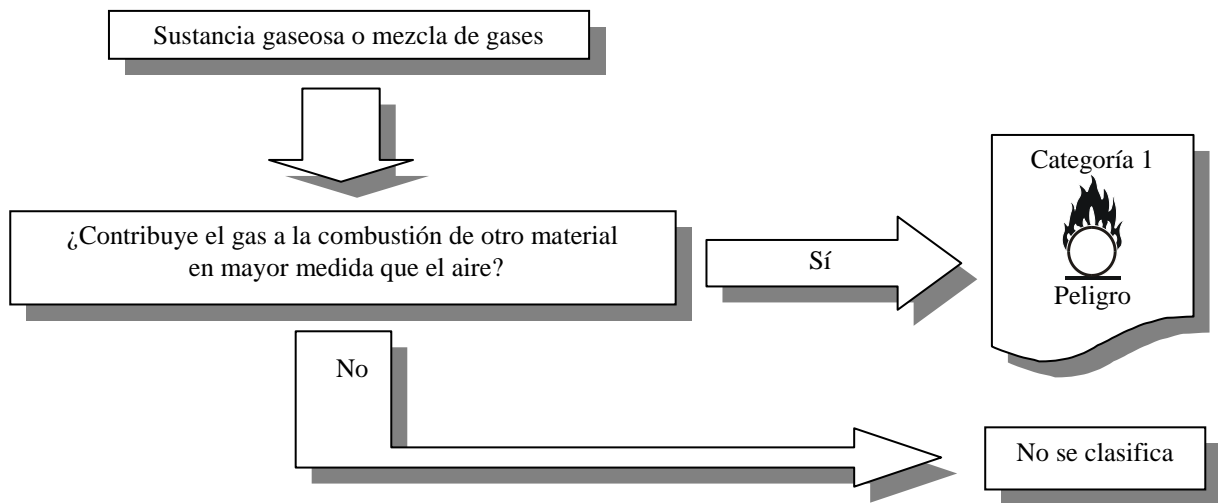 Sustancia gaseosa o mezcla de gases
¿Contribuye el gas a la combustión de otro material
en mayor medida que el aire?
Sí
Categoría 1
Peligro
No
No se clasifica